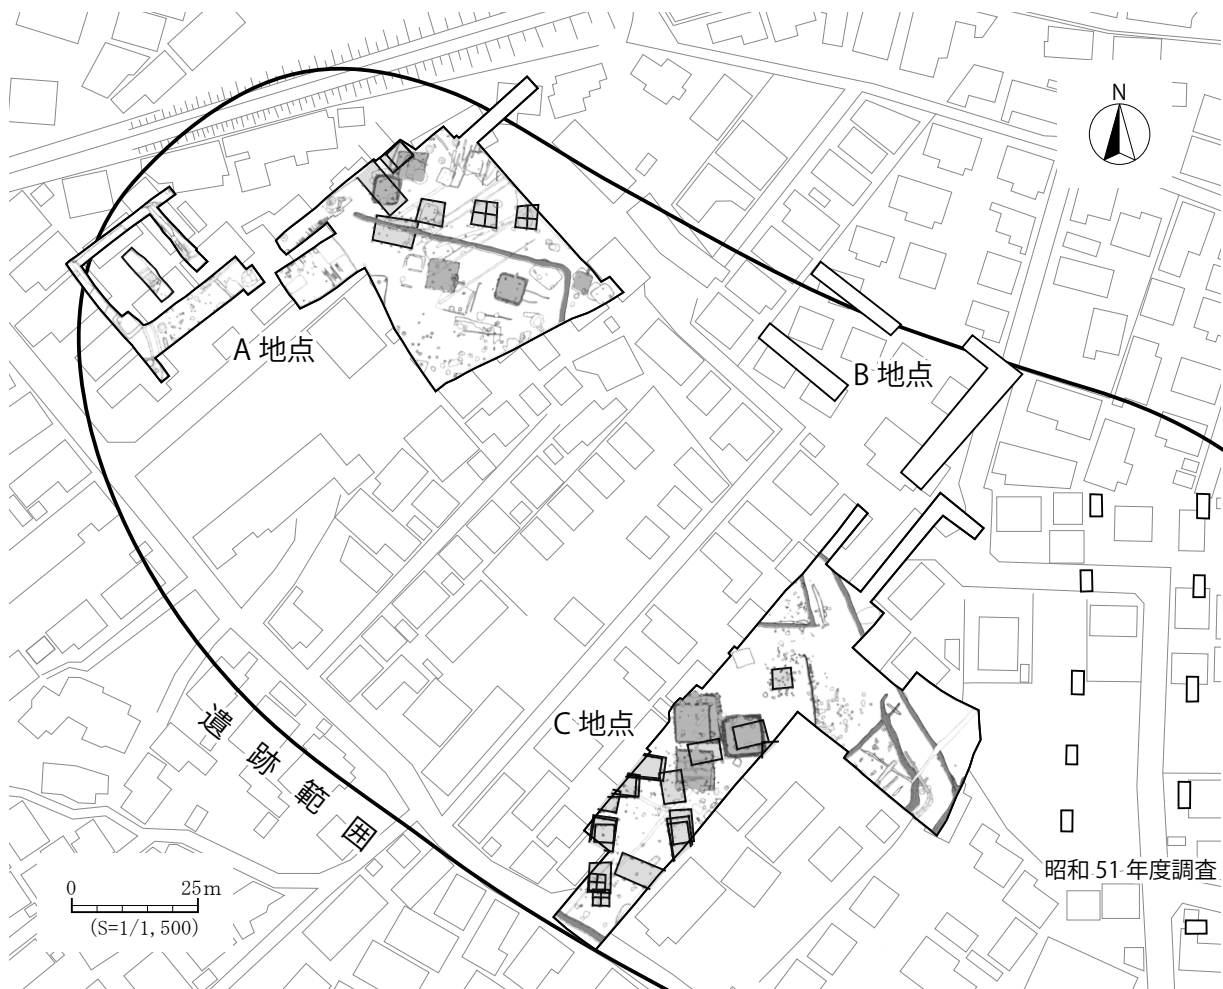 N
A 地点
B 地点
C 地点
遺跡範囲
昭和 51 年度調査
0 25m
(S=1/1,500)